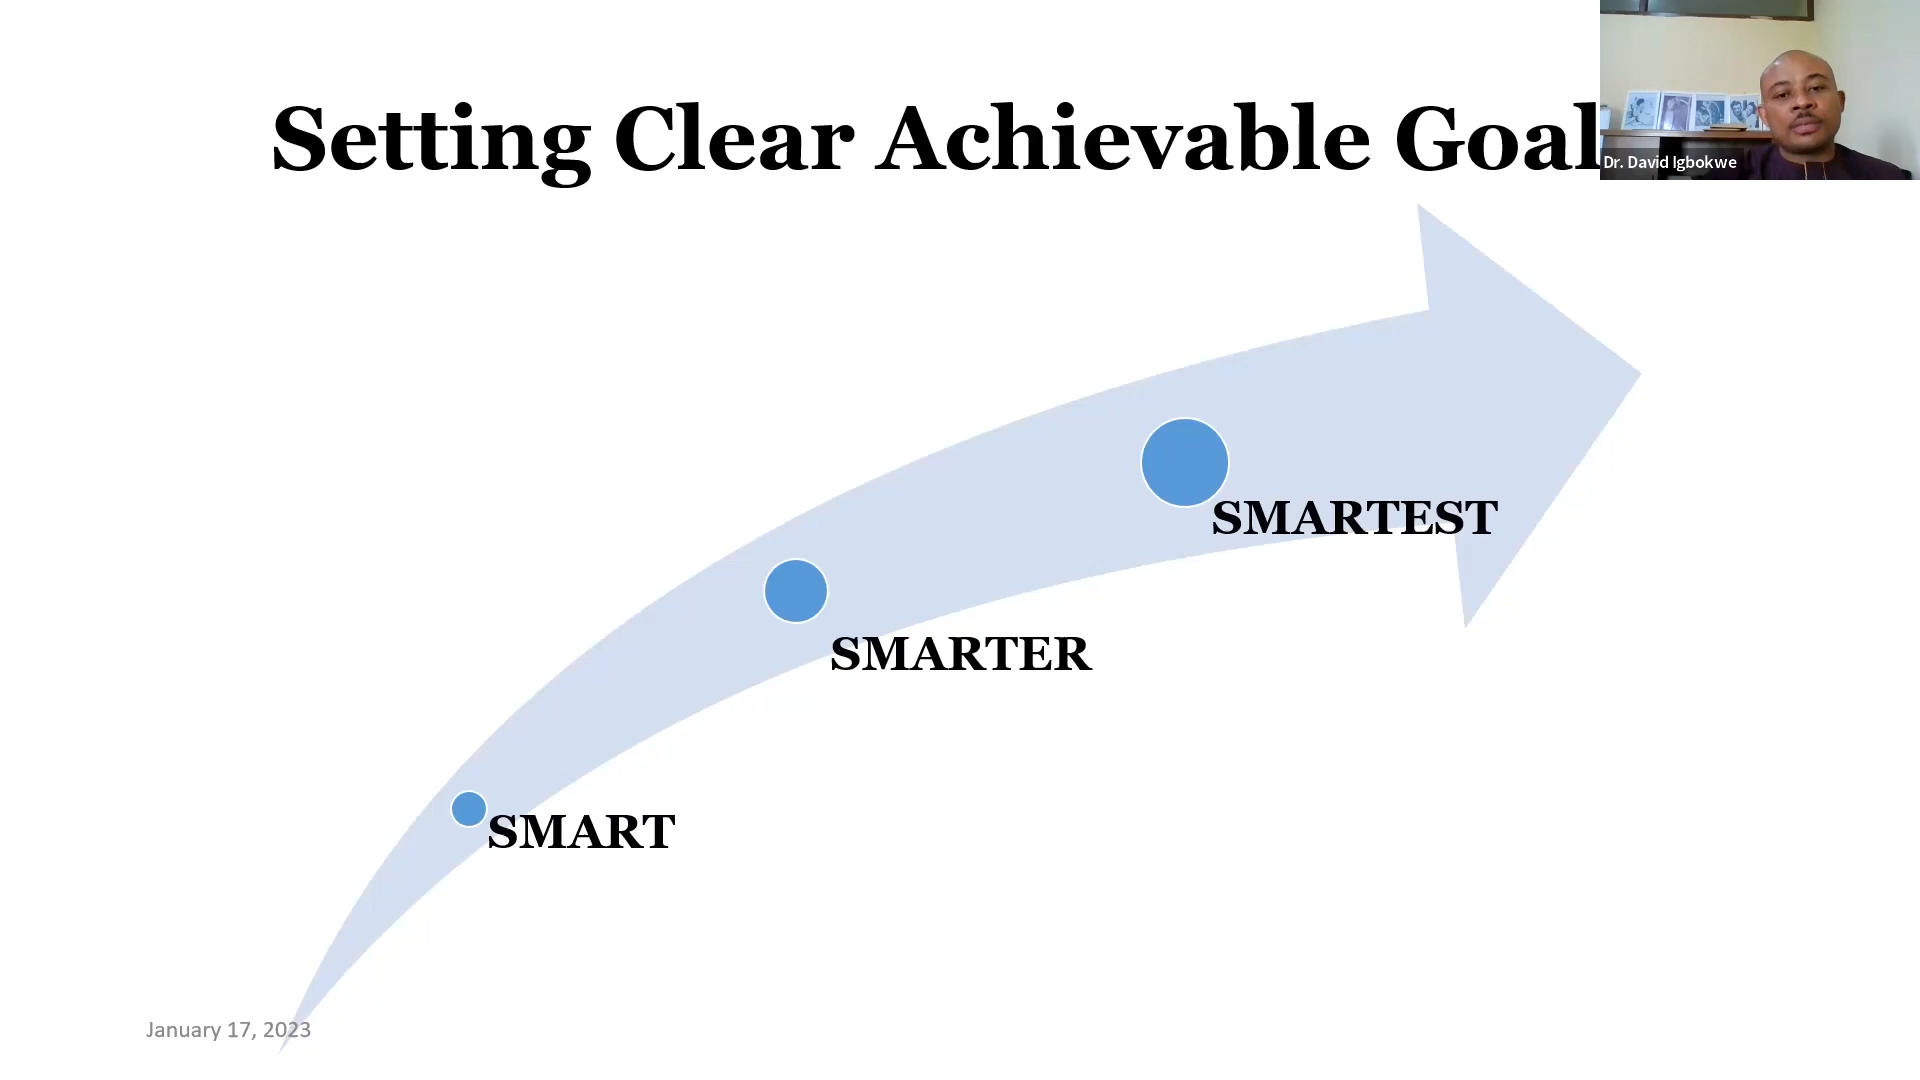 Setting Clear Achievable Goal
Dr. David Igbokwe
SMARTEST
SMARTER
SMART
January 17, 2023